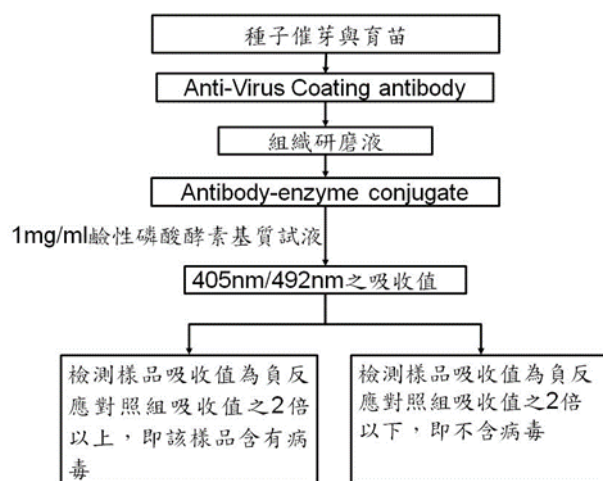 種子催芽與育苗
Anti-Virus Coating antibody
組織研磨液
Antibody-enzyme conjugate
1mg/ml鹼性磷酸酵素基質試液
405nm/492nm之吸收值
檢測樣品吸收值為負反
應對照組吸收值之2倍
以上，即該樣品含有病
毒
檢測樣品吸收值為負反
應對照組吸收值之2倍
以下，即不含病毒